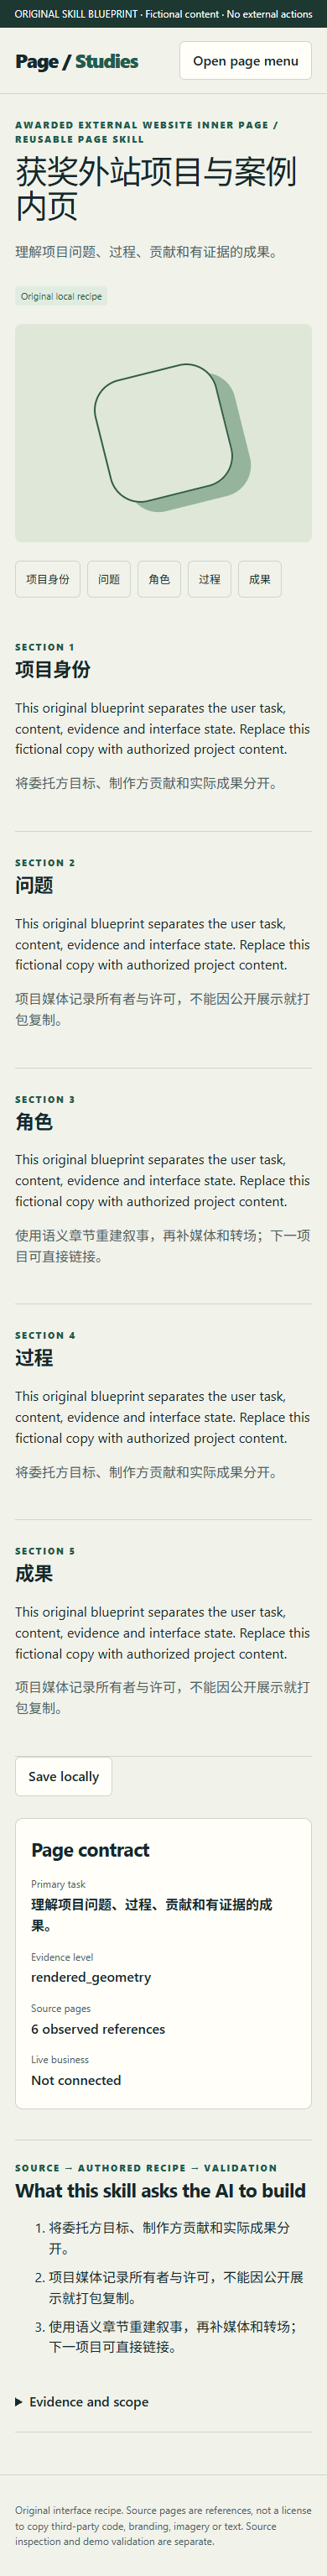 ORIGINAL SKILL BLUEPRINT · Fictional content · No external actions
Page / Studies
Open page menu
AWARDED EXTERNAL WEBSITE INNER PAGE /
REUSABLE PAGE SKILL
获奖外站项目与案例
内页
理解项目问题、过程、贡献和有证据的成果。
Original local recipe
项目身份
问题
角色
过程
成果
SECTION 1
项目身份
This original blueprint separates the user task,
content, evidence and interface state. Replace this
fictional copy with authorized project content.
将委托方目标、制作方贡献和实际成果分开。
SECTION 2
问题
This original blueprint separates the user task,
content, evidence and interface state. Replace this
fictional copy with authorized project content.
项目媒体记录所有者与许可，不能因公开展示就打
包复制。
SECTION 3
角色
This original blueprint separates the user task,
content, evidence and interface state. Replace this
fictional copy with authorized project content.
使用语义章节重建叙事，再补媒体和转场；下一项
目可直接链接。
SECTION 4
过程
This original blueprint separates the user task,
content, evidence and interface state. Replace this
fictional copy with authorized project content.
将委托方目标、制作方贡献和实际成果分开。
SECTION 5
成果
This original blueprint separates the user task,
content, evidence and interface state. Replace this
fictional copy with authorized project content.
项目媒体记录所有者与许可，不能因公开展示就打
包复制。
Save locally
Page contract
Primary task
理解项目问题、过程、贡献和有证据的成
果。
Evidence level
rendered_geometry
Source pages
6 observed references
Live business
Not connected
SOURCE → AUTHORED RECIPE → VALIDATION
What this skill asks the AI to build
1. 将委托方目标、制作方贡献和实际成果分
开。
2. 项目媒体记录所有者与许可，不能因公开展
示就打包复制。
3. 使用语义章节重建叙事，再补媒体和转场；
下一项目可直接链接。
Evidence and scope
Original interface recipe. Source pages are references, not a license
to copy third-party code, branding, imagery or text. Source
inspection and demo validation are separate.